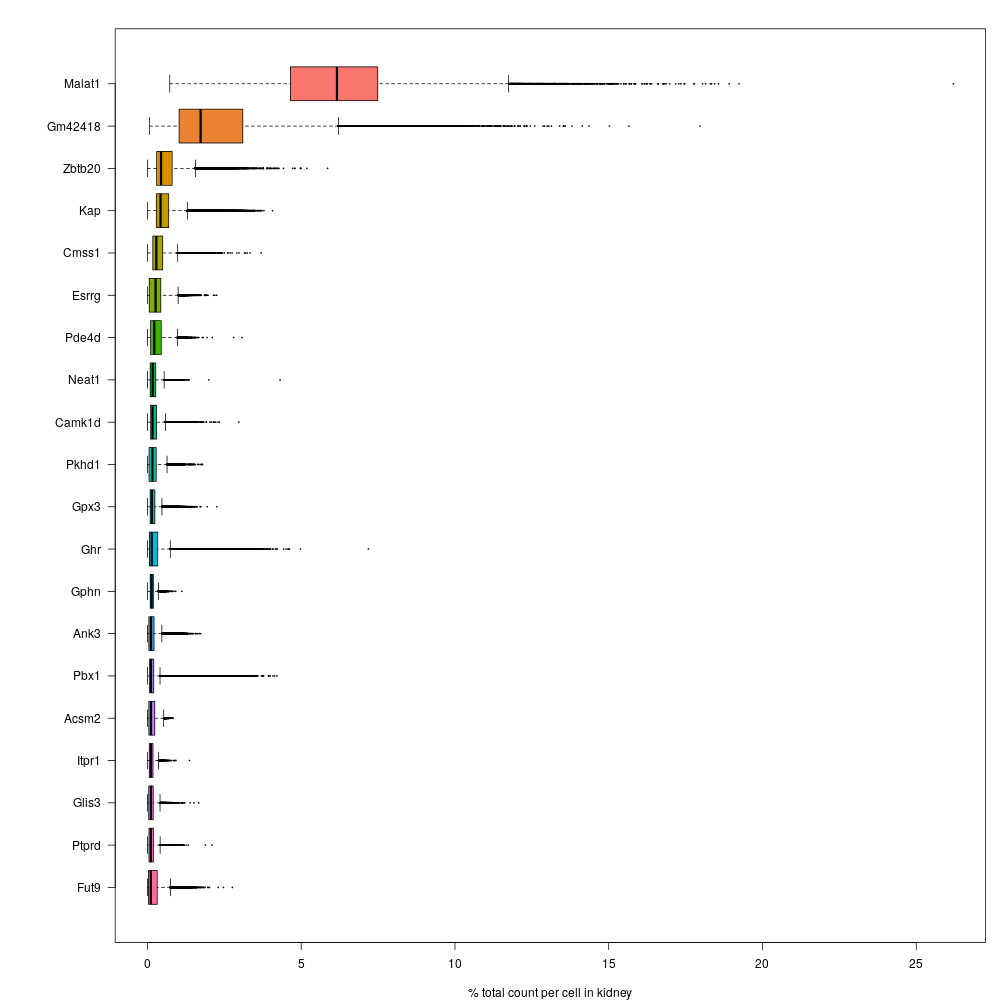 Malat1
Gm42418
Zbtb20
Kap
Cmss1
Esrrg
Pde4d
Neat1
Camk1d
Pkhd1
Gpx3
Ghr
Gphn
Ank3
Pbx1
Acsm2
Itpr1
Glis3
Ptprd
Fut9
0 5 10 15 20 25
% total count per cell in kidney